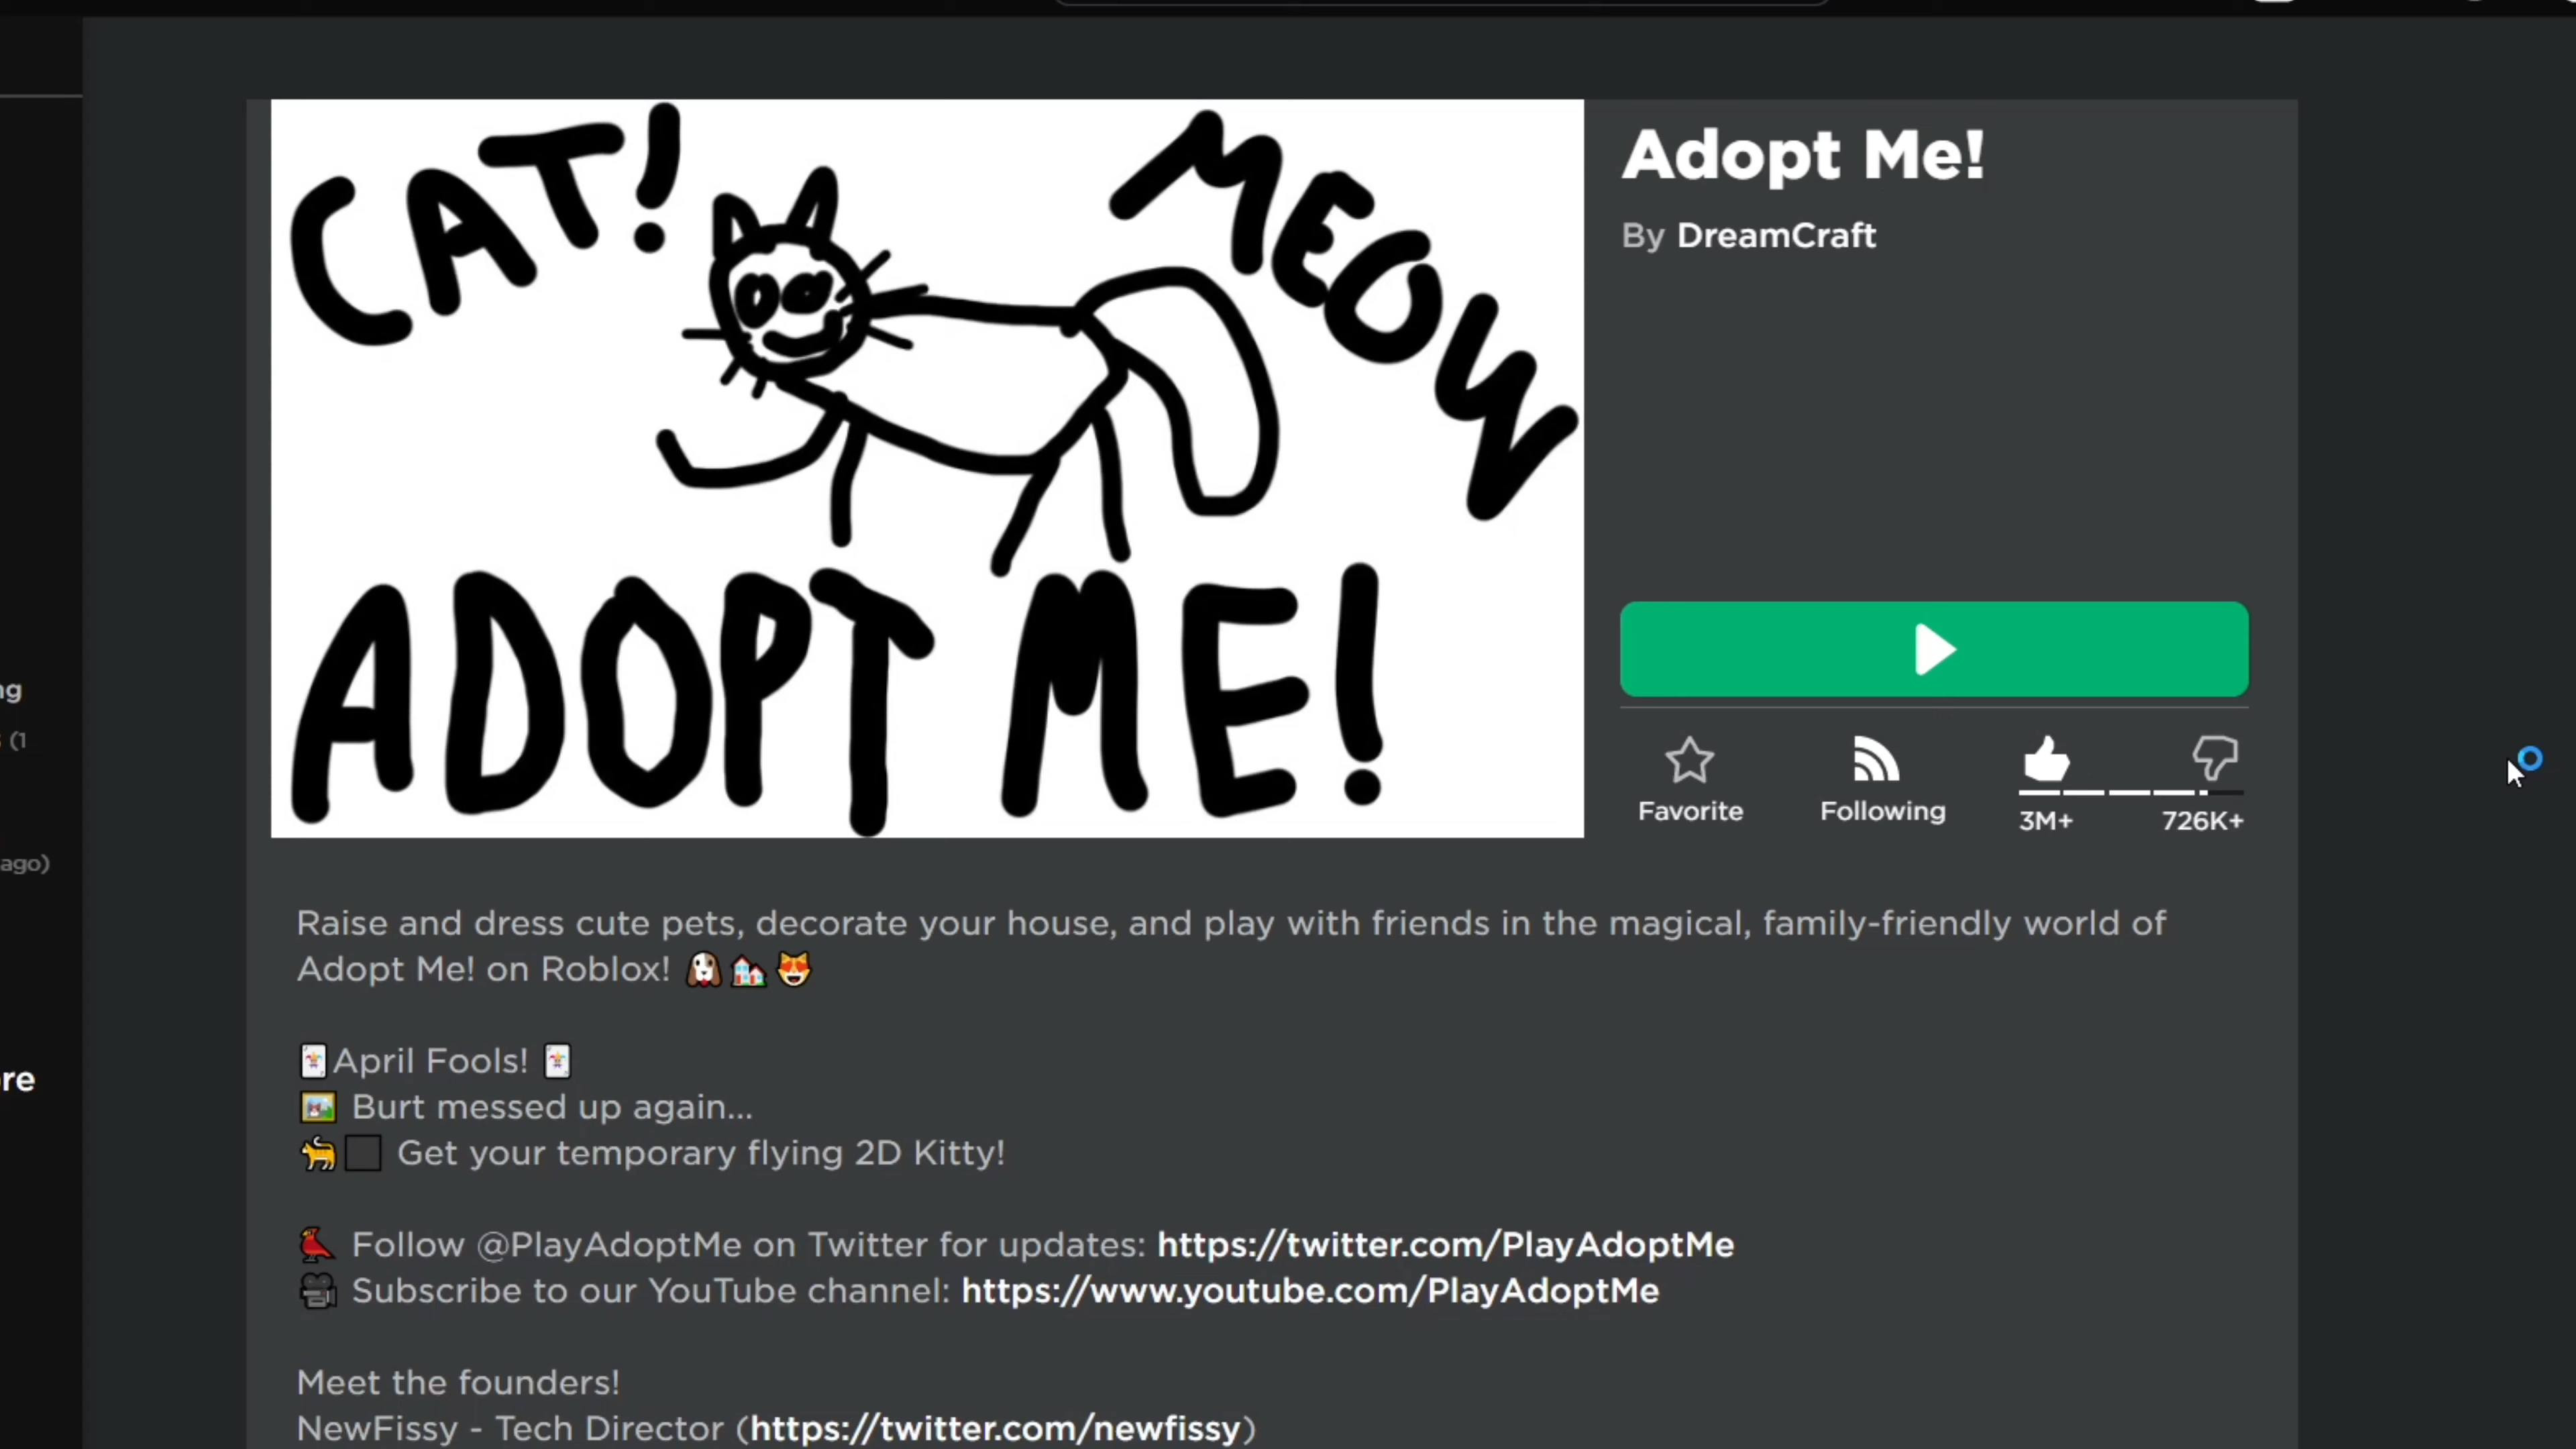 CAT!
MEOW
ADOPT ME!
Adopt Me!
By DreamCraft
Favorite
Following
3M+
726K+
ng
(1
ago)
re
Raise and dress cute pets, decorate your house, and play with friends in the magical, family-friendly world of
Adopt Me! on Roblox! 🐶🏘️😻
🃏April Fools! 🃏
🖼️ Burt messed up again...
🐈⬛ Get your temporary flying 2D Kitty!
🐦 Follow @PlayAdoptMe on Twitter for updates: https://twitter.com/PlayAdoptMe
🎥 Subscribe to our YouTube channel: https://www.youtube.com/PlayAdoptMe
Meet the founders!
NewFissy - Tech Director (https://twitter.com/newfissy)